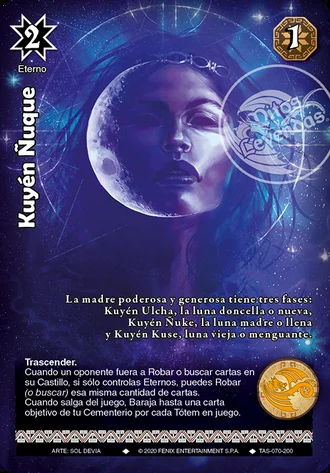 2
Eterno
1
Kuyén Ñuque
Mitos y Leyendas
La madre poderosa y generosa tiene tres fases:
Kuyén Ulcha, la luna doncella o nueva,
Kuyén Ñuke, la luna madre o llena
y Kuyén Kuse, luna vieja o menguante.
Trascender.
Cuando un oponente fuera a Robar o buscar cartas en
su Castillo, si sólo controlas Eternos, puedes Robar
(o buscar) esa misma cantidad de cartas.
Cuando salga del juego, Baraja hasta una carta
objetivo de tu Cementerio por cada Tótem en juego.
ARTE: SOL DEVIA
© 2020 FENIX ENTERTAINMENT S.P.A.
TAS-070-200